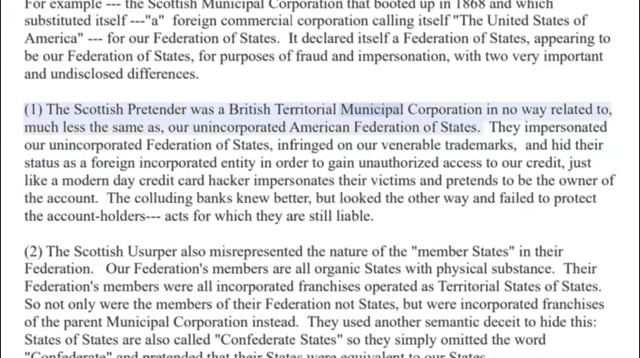 For example --- the Scottish Municipal Corporation that booted up in 1868 and which
substituted itself ---"a" foreign commercial corporation calling itself "The United States of
America" --- for our Federation of States. It declared itself a Federation of States, appearing to
be our Federation of States, for purposes of fraud and impersonation, with two very important
and undisclosed differences.
(1) The Scottish Pretender was a British Territorial Municipal Corporation in no way related to,
much less the same as, our unincorporated American Federation of States. They impersonated
our unincorporated Federation of States, infringed on our venerable trademarks, and hid their
status as a foreign incorporated entity in order to gain unauthorized access to our credit, just
like a modern day credit card hacker impersonates their victims and pretends to be the owner of
the account. The colluding banks knew better, but looked the other way and failed to protect
the account-holders--- acts for which they are still liable.
(2) The Scottish Usurper also misrepresented the nature of the "member States" in their
Federation. Our Federation's members are all organic States with physical substance. Their
Federation's members were all incorporated franchises operated as Territorial States of States.
So not only were the members of their Federation not States, but were incorporated franchises
of the parent Municipal Corporation instead. They used another semantic deceit to hide this:
States of States are also called "Confederate States" so they simply omitted the word
"Confederate" and pretended that their States were equivalent to our States.